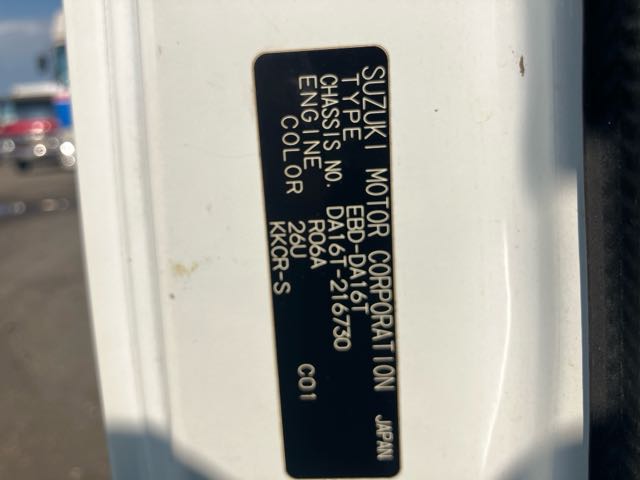 SUZUKI MOTOR CORPORATION JAPAN
TYPE EBD-DA16T
CHASSIS NO. DA16T-216730
ENGINE R06A
COLOR 26U C01
KKCR-S